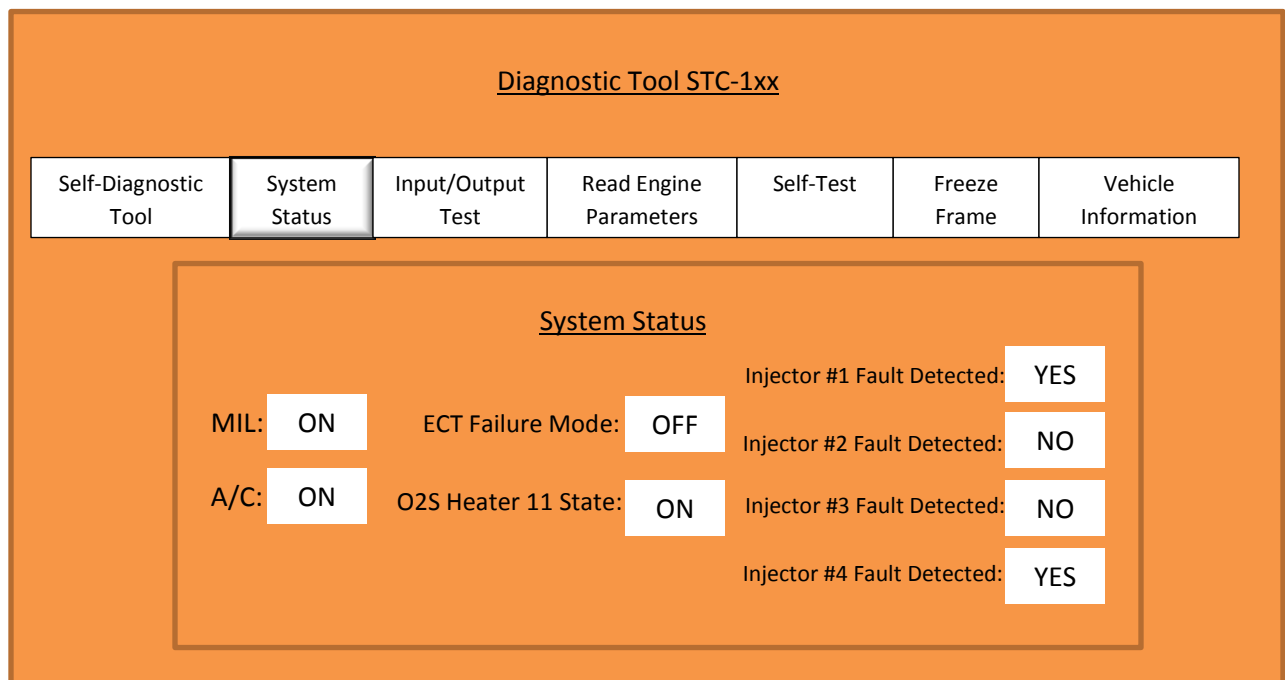 Diagnostic Tool STC-1xx
Self-Diagnostic
Tool
System
Status
Input/Output
Test
Read Engine
Parameters
Self-Test
Freeze
Frame
Vehicle
Information
System Status
MIL: ON
A/C: ON
ECT Failure Mode: OFF
O2S Heater 11 State: ON
Injector #1 Fault Detected: YES
Injector #2 Fault Detected: NO
Injector #3 Fault Detected: NO
Injector #4 Fault Detected: YES